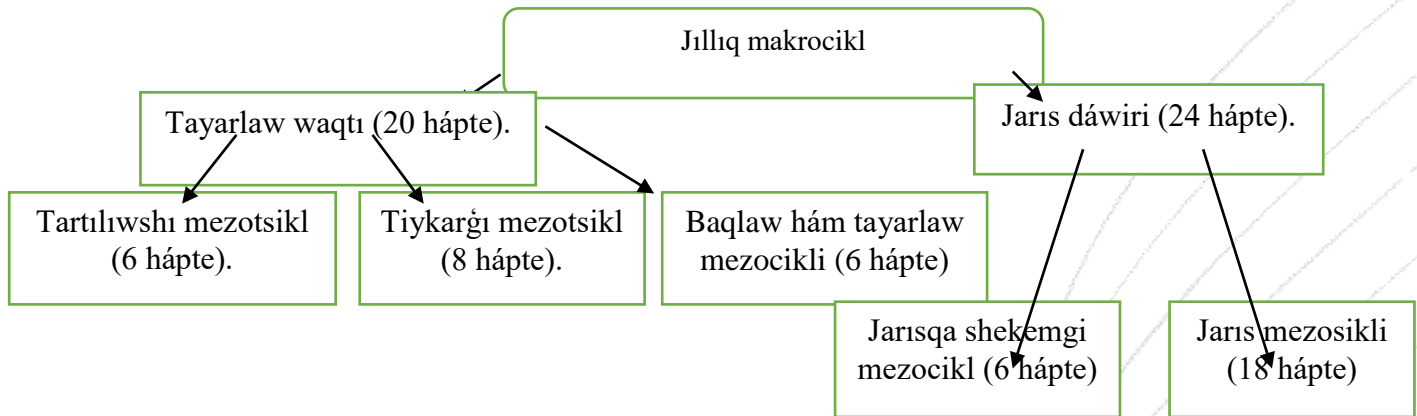 Jıllıq makrocikl
Tayarlaw waqtı (20 hápte).
Jarıs dáwiri (24 hápte).
Tartılıwshı mezotsikl
(6 hápte).
Tiykarģı mezotsikl
(8 hápte).
Baqlaw hám tayarlaw
mezocikli (6 hápte)
Jarısqa shekemgi
mezocikl (6 hápte)
Jarıs mezosikli
(18 hápte)